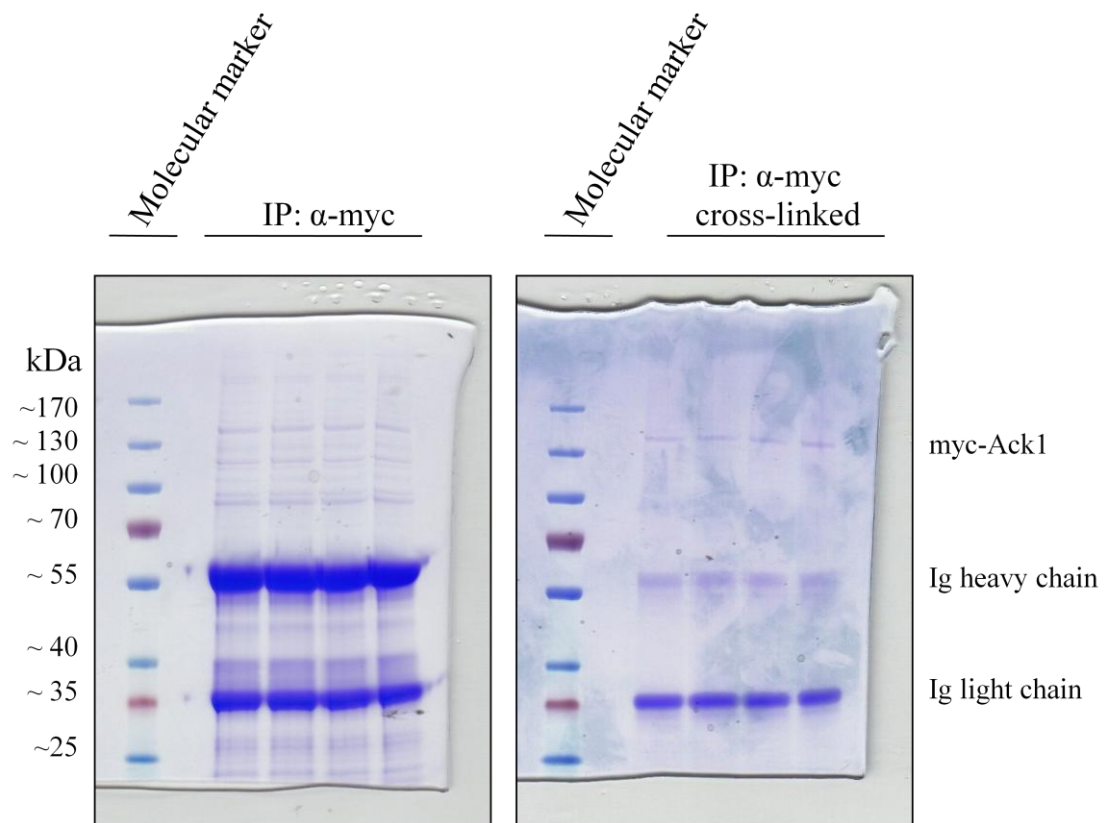 Molecular marker
IP: α-myc
Molecular marker
IP: α-myc
cross-linked
kDa
~170
~ 130
~ 100
~ 70
~ 55
~ 40
~ 35
~25
myc-Ack1
Ig heavy chain
Ig light chain